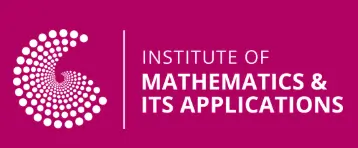 INSTITUTE OF
MATHEMATICS &
ITS APPLICATIONS